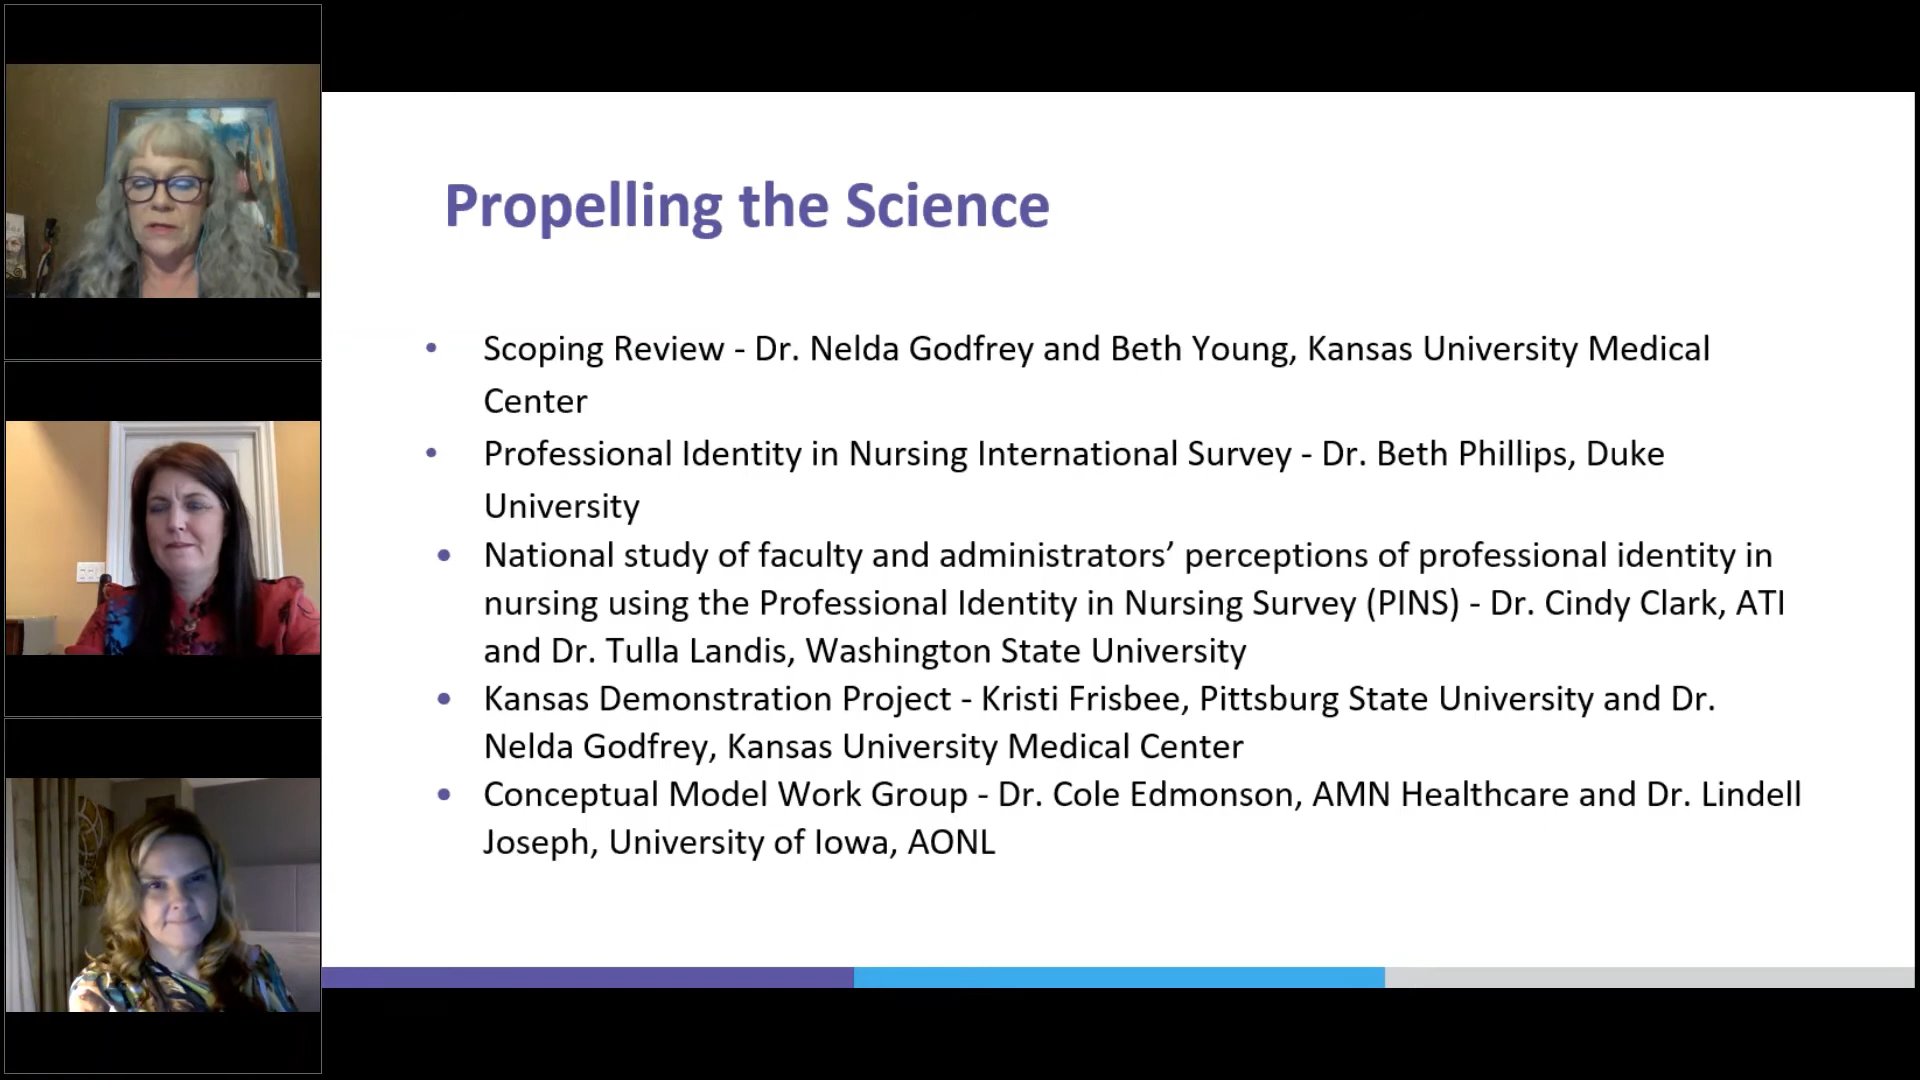 Propelling the Science
• Scoping Review - Dr. Nelda Godfrey and Beth Young, Kansas University Medical
Center
• Professional Identity in Nursing International Survey - Dr. Beth Phillips, Duke
University
• National study of faculty and administrators’ perceptions of professional identity in
nursing using the Professional Identity in Nursing Survey (PINS) - Dr. Cindy Clark, ATI
and Dr. Tulla Landis, Washington State University
• Kansas Demonstration Project - Kristi Frisbee, Pittsburg State University and Dr.
Nelda Godfrey, Kansas University Medical Center
• Conceptual Model Work Group - Dr. Cole Edmonson, AMN Healthcare and Dr. Lindell
Joseph, University of Iowa, AONL